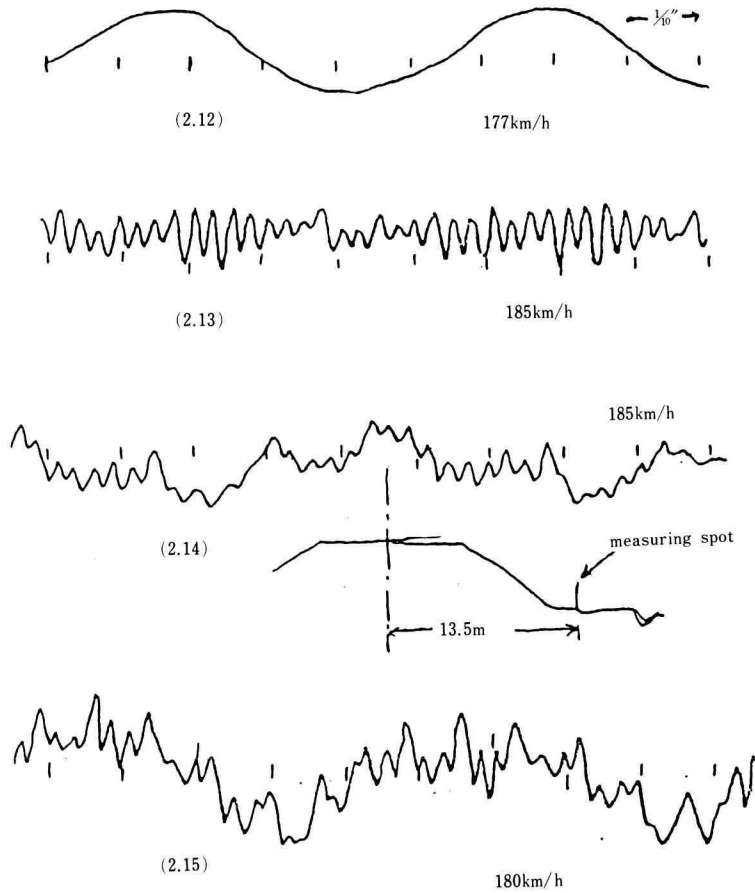 1/10"
(2.12) 177km/h
(2.13) 185km/h
185km/h
(2.14)
measuring spot
13.5m
(2.15) 180km/h